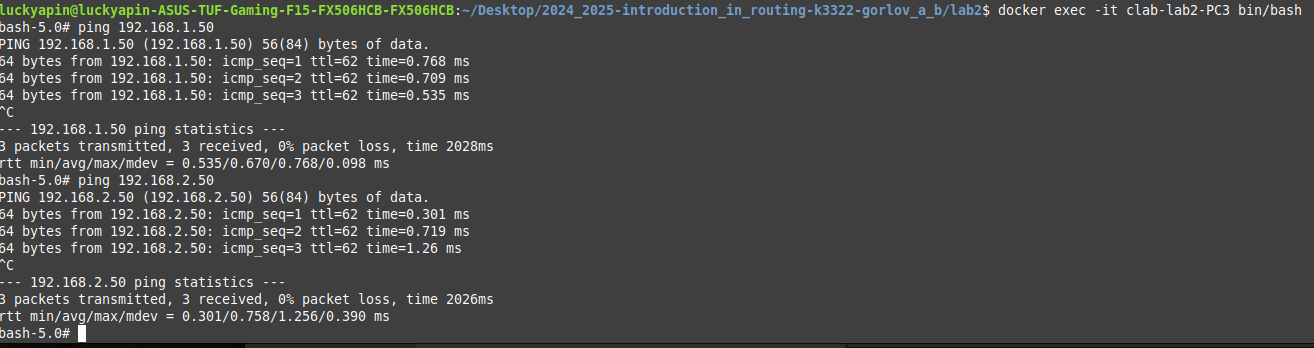 luckyapin@luckyapin-ASUS-TUF-Gaming-F15-FX506HCB-FX506HCB:~/Desktop/2024_2025-introduction_in_routing-k3322-gorlov_a_b/lab2$ docker exec -it clab-lab2-PC3 bin/bash
bash-5.0# ping 192.168.1.50
PING 192.168.1.50 (192.168.1.50) 56(84) bytes of data.
64 bytes from 192.168.1.50: icmp_seq=1 ttl=62 time=0.768 ms
64 bytes from 192.168.1.50: icmp_seq=2 ttl=62 time=0.709 ms
64 bytes from 192.168.1.50: icmp_seq=3 ttl=62 time=0.535 ms
^C
--- 192.168.1.50 ping statistics ---
3 packets transmitted, 3 received, 0% packet loss, time 2028ms
rtt min/avg/max/mdev = 0.535/0.670/0.768/0.098 ms
bash-5.0# ping 192.168.2.50
PING 192.168.2.50 (192.168.2.50) 56(84) bytes of data.
64 bytes from 192.168.2.50: icmp_seq=1 ttl=62 time=0.301 ms
64 bytes from 192.168.2.50: icmp_seq=2 ttl=62 time=0.719 ms
64 bytes from 192.168.2.50: icmp_seq=3 ttl=62 time=1.26 ms
^C
--- 192.168.2.50 ping statistics ---
3 packets transmitted, 3 received, 0% packet loss, time 2026ms
rtt min/avg/max/mdev = 0.301/0.758/1.256/0.390 ms
bash-5.0#